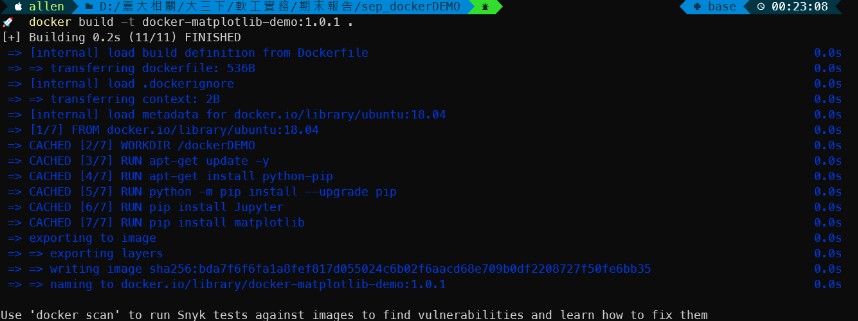 allen D:/嘉大相關/大三下/軟工實務/期末報告/sep_dockerDEMO base 00:23:08
docker build -t docker-matplotlib-demo:1.0.1 .
[+] Building 0.2s (11/11) FINISHED
=> [internal] load build definition from Dockerfile 0.0s
=> => transferring dockerfile: 536B 0.0s
=> [internal] load .dockerignore 0.0s
=> => transferring context: 2B 0.0s
=> [internal] load metadata for docker.io/library/ubuntu:18.04 0.0s
=> [1/7] FROM docker.io/library/ubuntu:18.04 0.0s
=> CACHED [2/7] WORKDIR /dockerDEMO 0.0s
=> CACHED [3/7] RUN apt-get update -y 0.0s
=> CACHED [4/7] RUN apt-get install python-pip 0.0s
=> CACHED [5/7] RUN python -m pip install --upgrade pip 0.0s
=> CACHED [6/7] RUN pip install Jupyter 0.0s
=> CACHED [7/7] RUN pip install matplotlib 0.0s
=> exporting to image 0.0s
=> => exporting layers 0.0s
=> => writing image sha256:bda7f6f6fa1a8fef817d055024c6b02f6aacd68e709b0df2208727f50fe6bb35 0.0s
=> => naming to docker.io/library/docker-matplotlib-demo:1.0.1 0.0s
Use 'docker scan' to run Snyk tests against images to find vulnerabilities and learn how to fix them